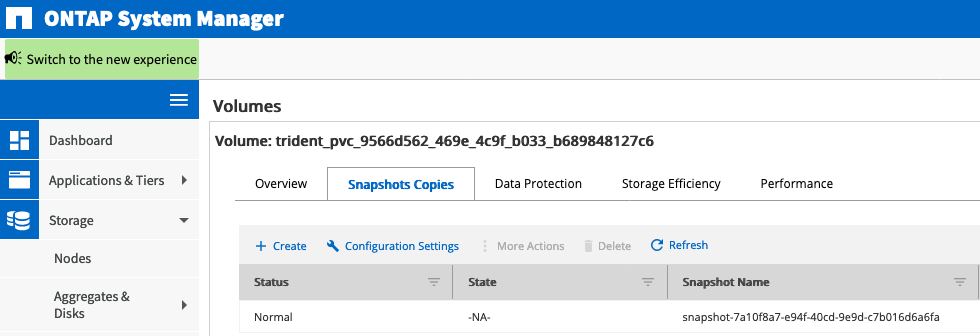 ONTAP System Manager
Switch to the new experience
Volumes
Dashboard
Applications & Tiers
Storage
Nodes
Aggregates &
Disks
Volume: trident_pvc_9566d562_469e_4c9f_b033_b689848127c6
Overview Snapshots Copies Data Protection Storage Efficiency Performance
Create Configuration Settings More Actions Delete Refresh
Status State Snapshot Name
Normal -NA- snapshot-7a10f8a7-e94f-40cd-9e9d-c7b016d6a6fa